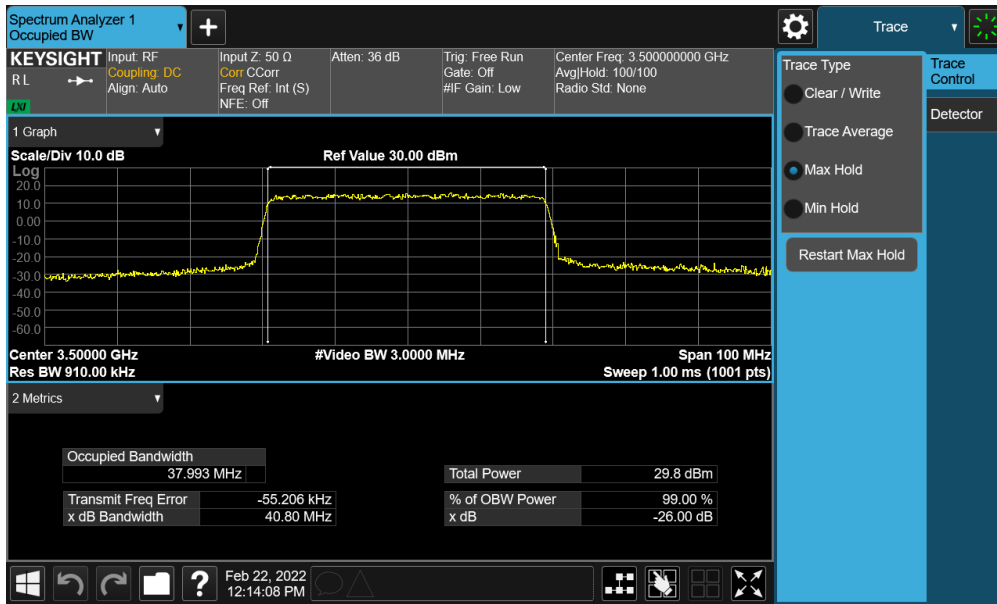 Spectrum Analyzer 1
Occupied BW
Trace
KEYSIGHT
R L
LXI
Input: RF
Coupling: DC
Align: Auto
Input Z: 50 Ω
Corr CCorr
Freq Ref: Int (S)
NFE: Off
Atten: 36 dB
Trig: Free Run
Gate: Off
#IF Gain: Low
Center Freq: 3.500000000 GHz
Avg|Hold: 100/100
Radio Std: None
1 Graph
Scale/Div 10.0 dB
Ref Value 30.00 dBm
Log
20.0
10.0
0.00
-10.0
-20.0
-30.0
-40.0
-50.0
-60.0
Center 3.50000 GHz
#Video BW 3.0000 MHz
Span 100 MHz
Res BW 910.00 kHz
Sweep 1.00 ms (1001 pts)
2 Metrics
Occupied Bandwidth
37.993 MHz
Transmit Freq Error -55.206 kHz
x dB Bandwidth 40.80 MHz
Total Power 29.8 dBm
% of OBW Power 99.00 %
x dB -26.00 dB
Trace Type
Clear / Write
Trace Average
Max Hold
Min Hold
Restart Max Hold
Trace
Control
Detector
?
Feb 22, 2022
12:14:08 PM